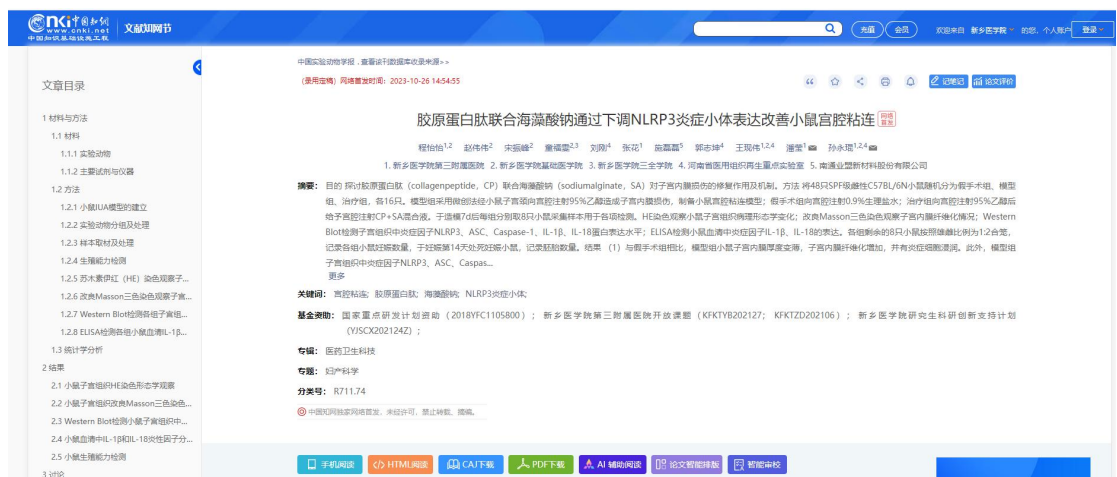 cnki中国知网
www.cnki.net
中国知识基础设施工程
文献知网节
充值
会员
欢迎来自 新乡医学院 的您，个人账户
登录
文章目录
1 材料与方法
1.1 材料
1.1.1 实验动物
1.1.2 主要试剂与仪器
1.2 方法
1.2.1 小鼠IUA模型的建立
1.2.2 实验动物分组及处理
1.2.3 样本取材及处理
1.2.4 生殖能力检测
1.2.5 苏木素伊红（HE）染色观察子...
1.2.6 改良Masson三色染色观察子宫...
1.2.7 Western Blot检测各组子宫组...
1.2.8 ELISA检测各组小鼠血清IL-1β...
1.3 统计学分析
2 结果
2.1 小鼠子宫组织HE染色形态学观察
2.2 小鼠子宫组织改良Masson三色染色...
2.3 Western Blot检测小鼠子宫组织中...
2.4 小鼠血清中IL-1β和IL-18炎性因子分...
2.5 小鼠生殖能力检测
3 讨论
中国实验动物学报 . 查看该刊数据库收录来源>>
（录用定稿）网络首发时间：2023-10-26 14:54:55
记笔记
论文评价
胶原蛋白肽联合海藻酸钠通过下调NLRP3炎症小体表达改善小鼠宫腔粘连 网络首发
程怡怡1,2 赵伟伟2 宋振峰2 董福雯2,3 刘刚4 张花1 施磊磊5 郭志坤4 王现伟1,2,4 潘莹1 孙永琨1,2,4
1. 新乡医学院第三附属医院 2. 新乡医学院基础医学院 3. 新乡医学院三全学院 4. 河南省医用组织再生重点实验室 5. 南通业盟新材料股份有限公司
摘要： 目的 探讨胶原蛋白肽（collagenpeptide，CP）联合海藻酸钠（sodiumalginate，SA）对子宫内膜损伤的修复作用及机制。方法 将48只SPF级雌性C57BL/6N小鼠随机分为假手术组、模型
组、治疗组，各16只。模型组采用微创法经小鼠子宫颈向宫腔注射95%乙醇造成子宫内膜损伤，制备小鼠宫腔粘连模型；假手术组向宫腔注射0.9%生理盐水；治疗组向宫腔注射95%乙醇后
给予宫腔注射CP+SA混合液。于造模7d后每组分别取8只小鼠采集样本用于各项检测。HE染色观察小鼠子宫组织病理形态学变化；改良Masson三色染色观察子宫内膜纤维化情况；Western
Blot检测子宫组织中炎症因子NLRP3、ASC、Caspase-1、IL-1β、IL-18蛋白表达水平；ELISA检测小鼠血清中炎症因子IL-1β、IL-18的表达。各组剩余的8只小鼠按照雄雌比例为1:2合笼，
记录各组小鼠妊娠数量，于妊娠第14天处死妊娠小鼠，记录胚胎数量。结果 （1）与假手术组相比，模型组小鼠子宫内膜厚度变薄，子宫内膜纤维化增加，并有炎症细胞浸润。此外，模型组
子宫组织中炎症因子NLRP3、ASC、Caspas...
更多
关键词： 宫腔粘连; 胶原蛋白肽; 海藻酸钠; NLRP3炎症小体;
基金资助： 国家重点研发计划资助（2018YFC1105800）； 新乡医学院第三附属医院开放课题（KFKTYB202127； KFKTZD202106）； 新乡医学院研究生科研创新支持计划
（YJSCX202124Z）；
专辑： 医药卫生科技
专题： 妇产科学
分类号： R711.74
中国知网独家网络首发，未经许可，禁止转载、摘编。
手机阅读
HTML阅读
CAJ下载
PDF下载
AI 辅助阅读
论文智能排版
智能审校